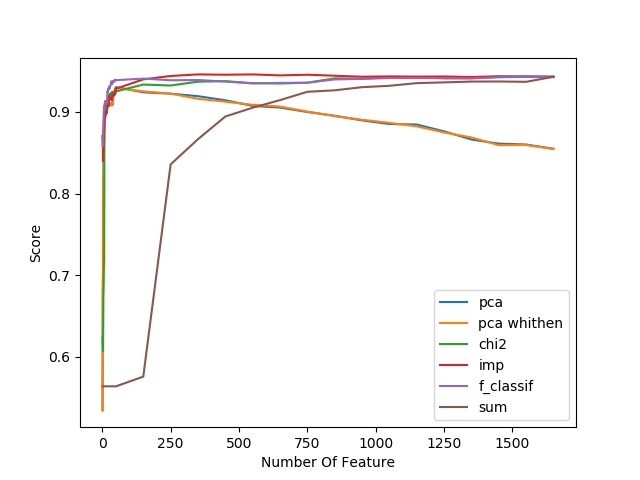 0.9
0.8
0.7
0.6
Score
0
250
500
750
1000
1250
1500
Number Of Feature
pca
pca whithen
chi2
imp
f_classif
sum